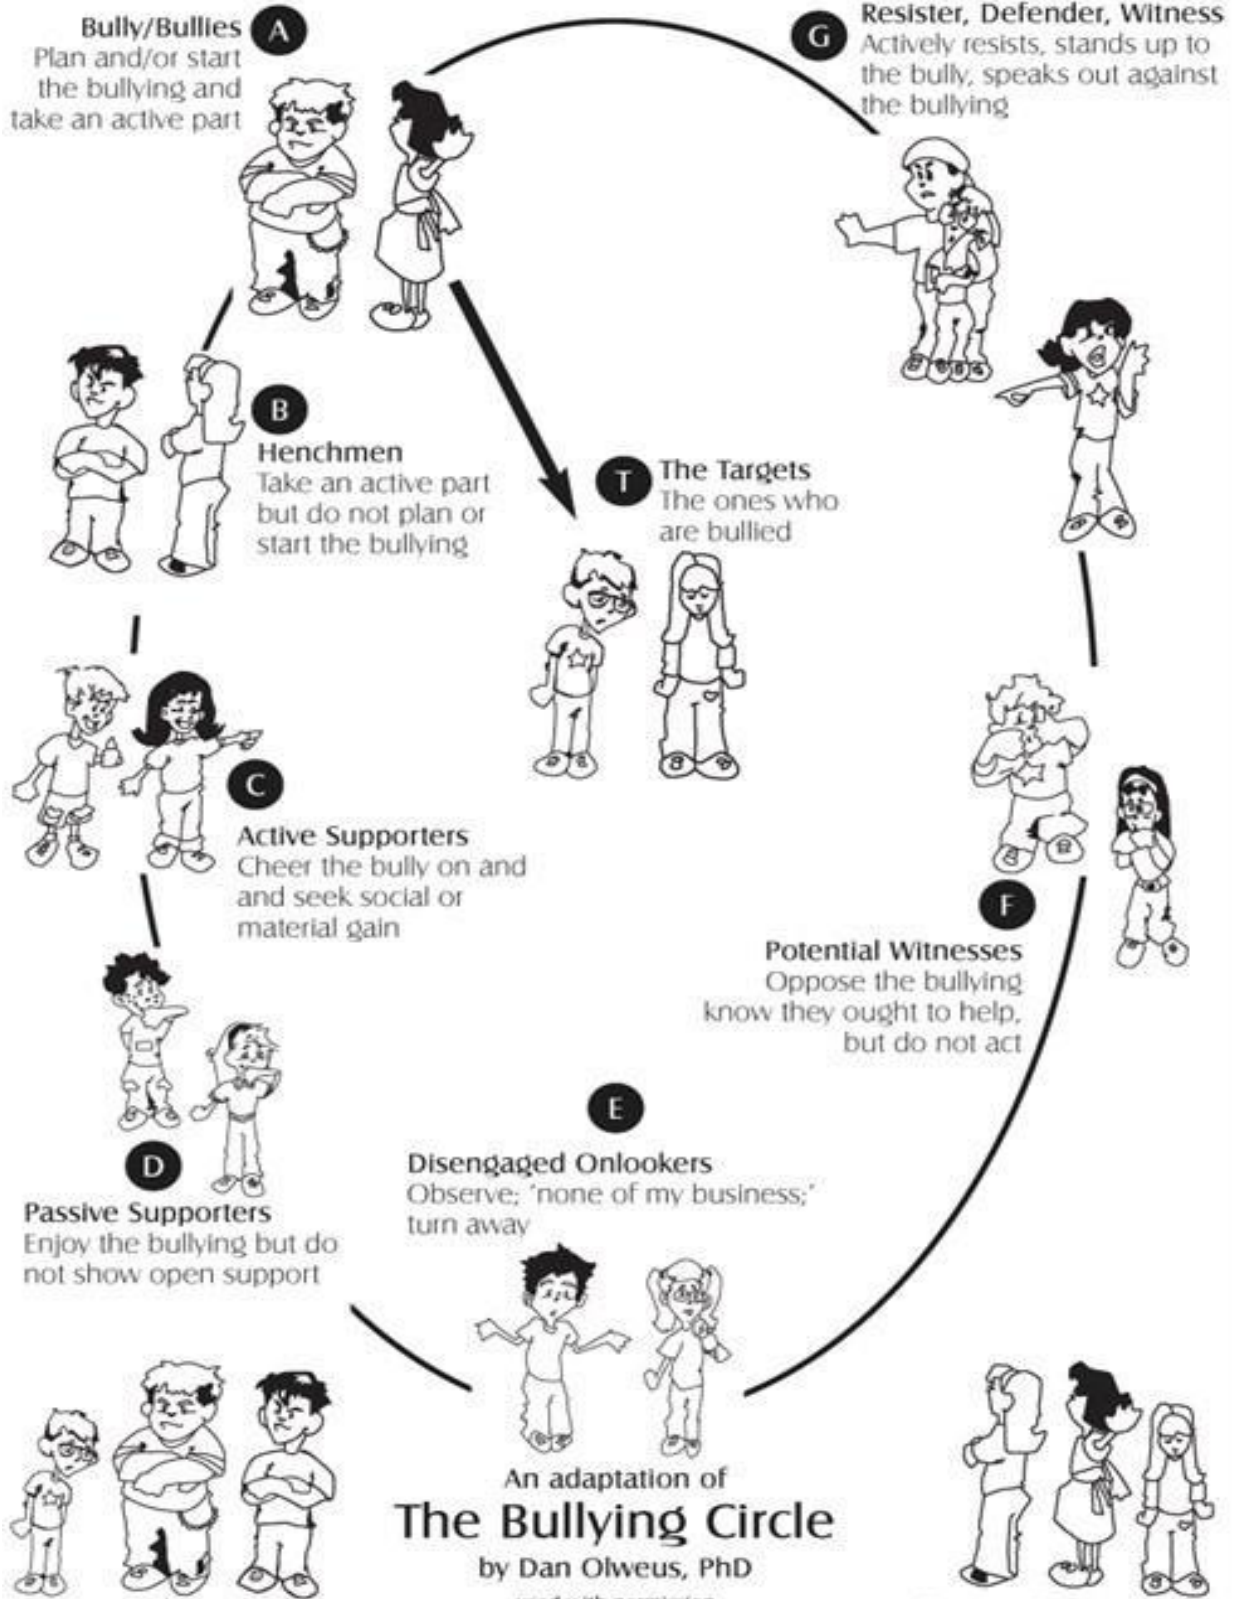 A
Bully/Bullies
Plan and/or start
the bullying and
take an active part
G
Resister, Defender, Witness
Actively resists, stands up to
the bully, speaks out against
the bullying
B
Henchmen
Take an active part
but do not plan or
start the bullying
T
The Targets
The ones who
are bullied
C
Active Supporters
Cheer the bully on and
and seek social or
material gain
F
Potential Witnesses
Oppose the bullying
know they ought to help,
but do not act
D
Passive Supporters
Enjoy the bullying but do
not show open support
E
Disengaged Onlookers
Observe; 'none of my business;'
turn away
An adaptation of
The Bullying Circle
by Dan Olweus, PhD